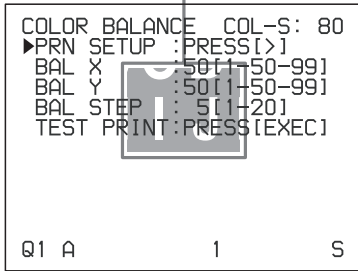 COLOR BALANCE COL-S: 80
▶PRN SETUP :PRESS[>]
BAL X :50[1-50-99]
BAL Y :50[1-50-99]
BAL STEP : 5[1-20]
TEST PRINT:PRESS[EXEC]
Q1 A 1 S